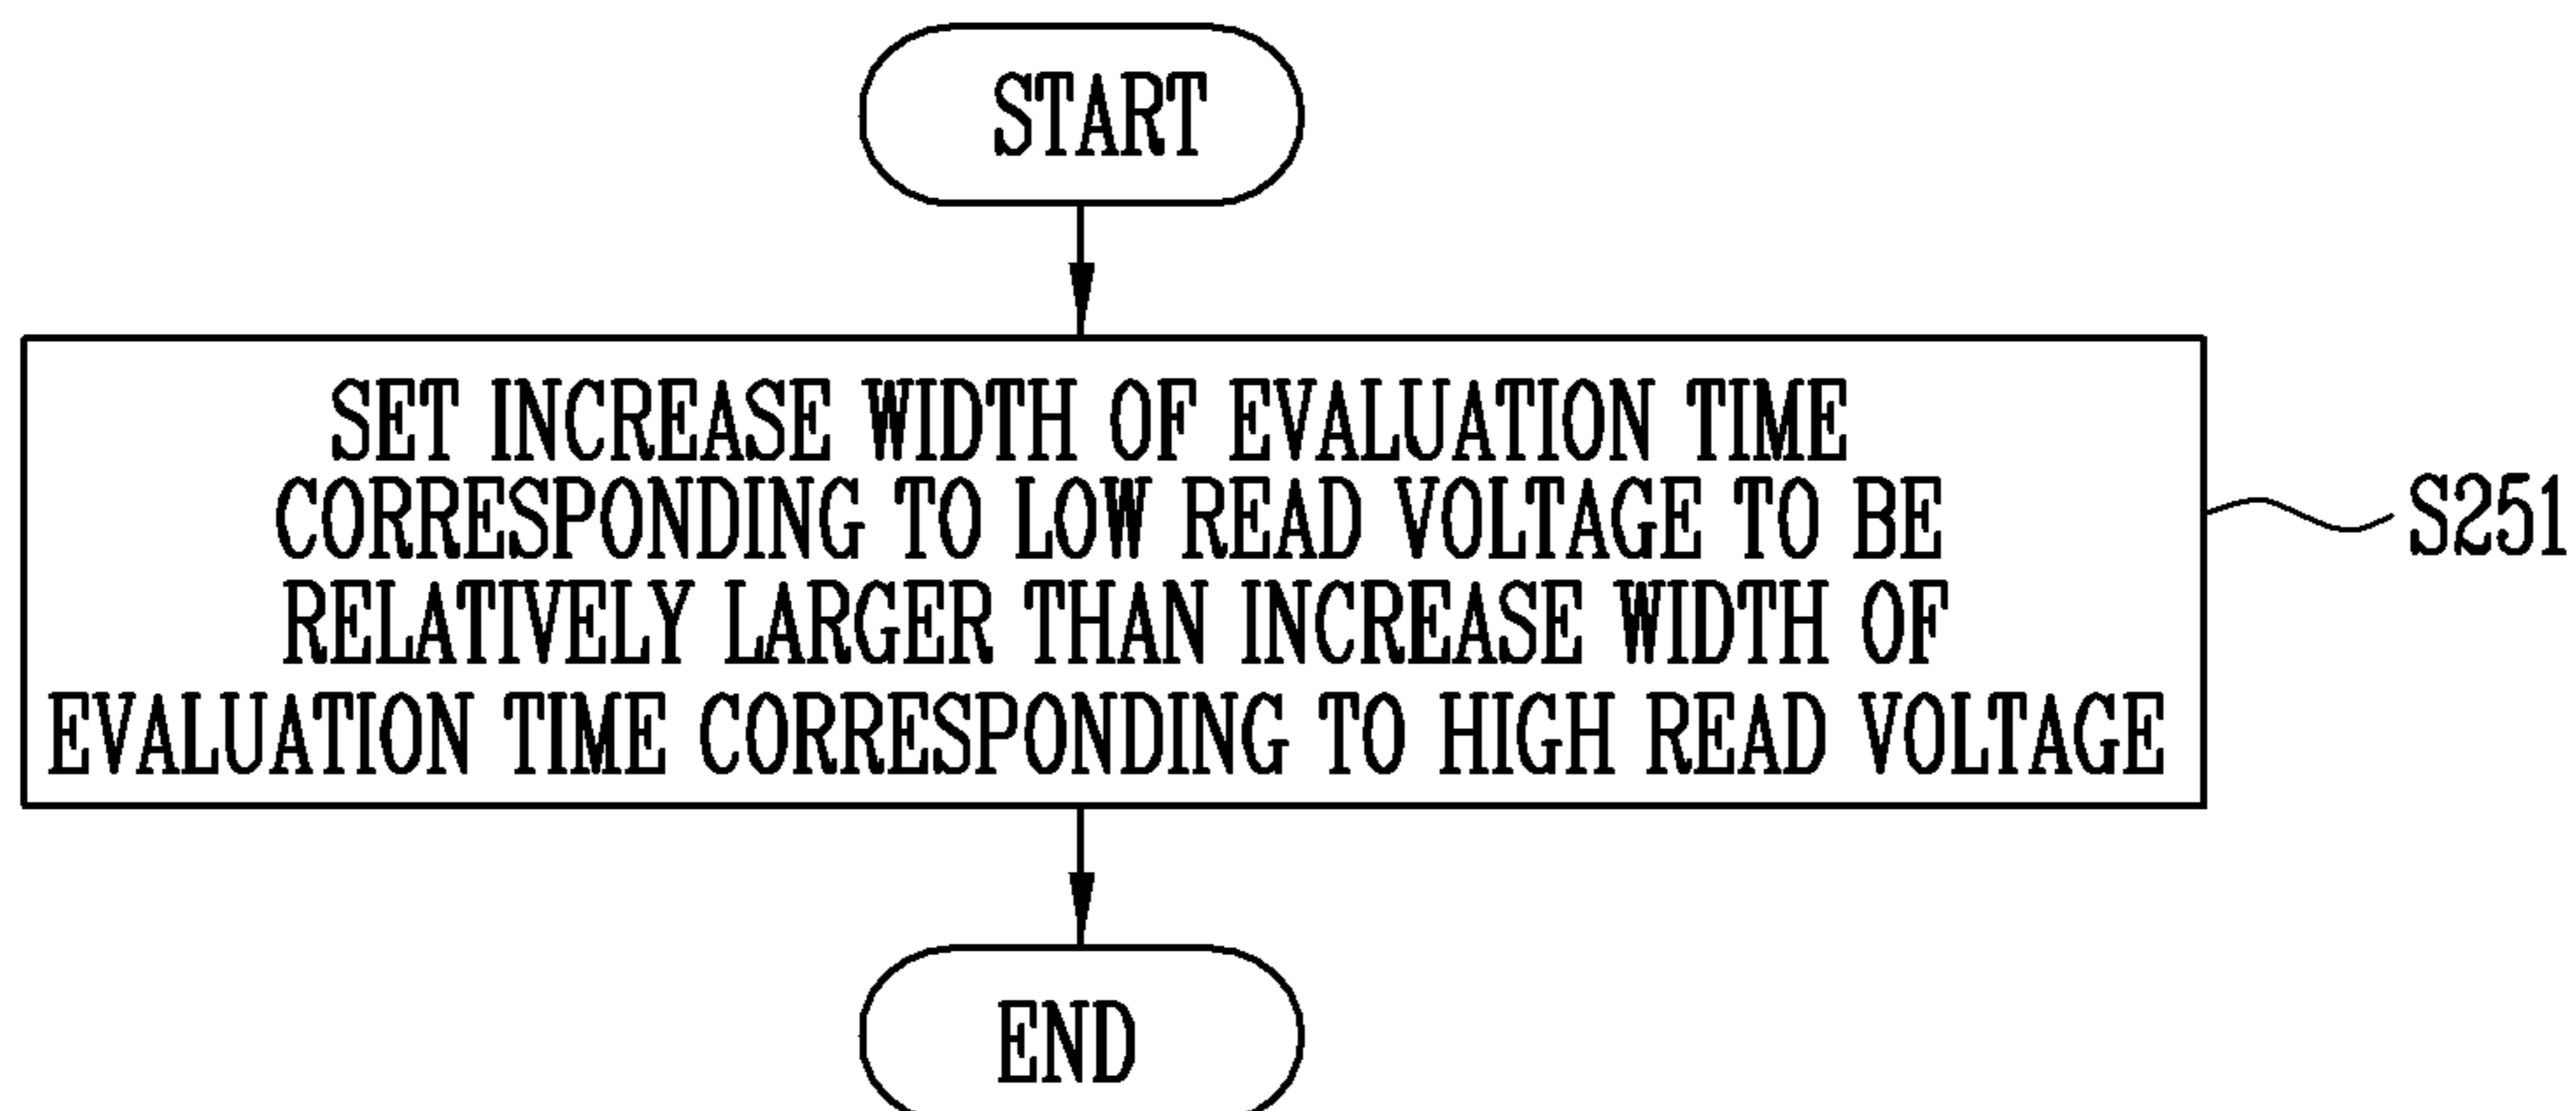 START
SET INCREASE WIDTH OF EVALUATION TIME
CORRESPONDING TO LOW READ VOLTAGE TO BE
RELATIVELY LARGER THAN INCREASE WIDTH OF
EVALUATION TIME CORRESPONDING TO HIGH READ VOLTAGE
S251
END